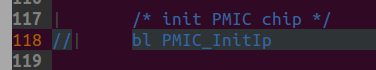 117 | /* init PMIC chip */
118 //| bl PMIC_InitIp
119